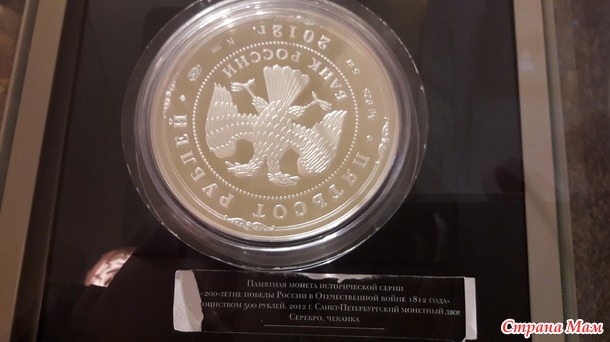 БАНК РОССИИ
2012г.
ПЯТЬСОТ РУБЛЕЙ
Памятная монета исторической серии
«200-летие победы России в Отечественной войне 1812 года»
оинством 500 рублей. 2012 г. Санкт-Петербургский монетный двор.
Серебро, чеканка
Страна Мам